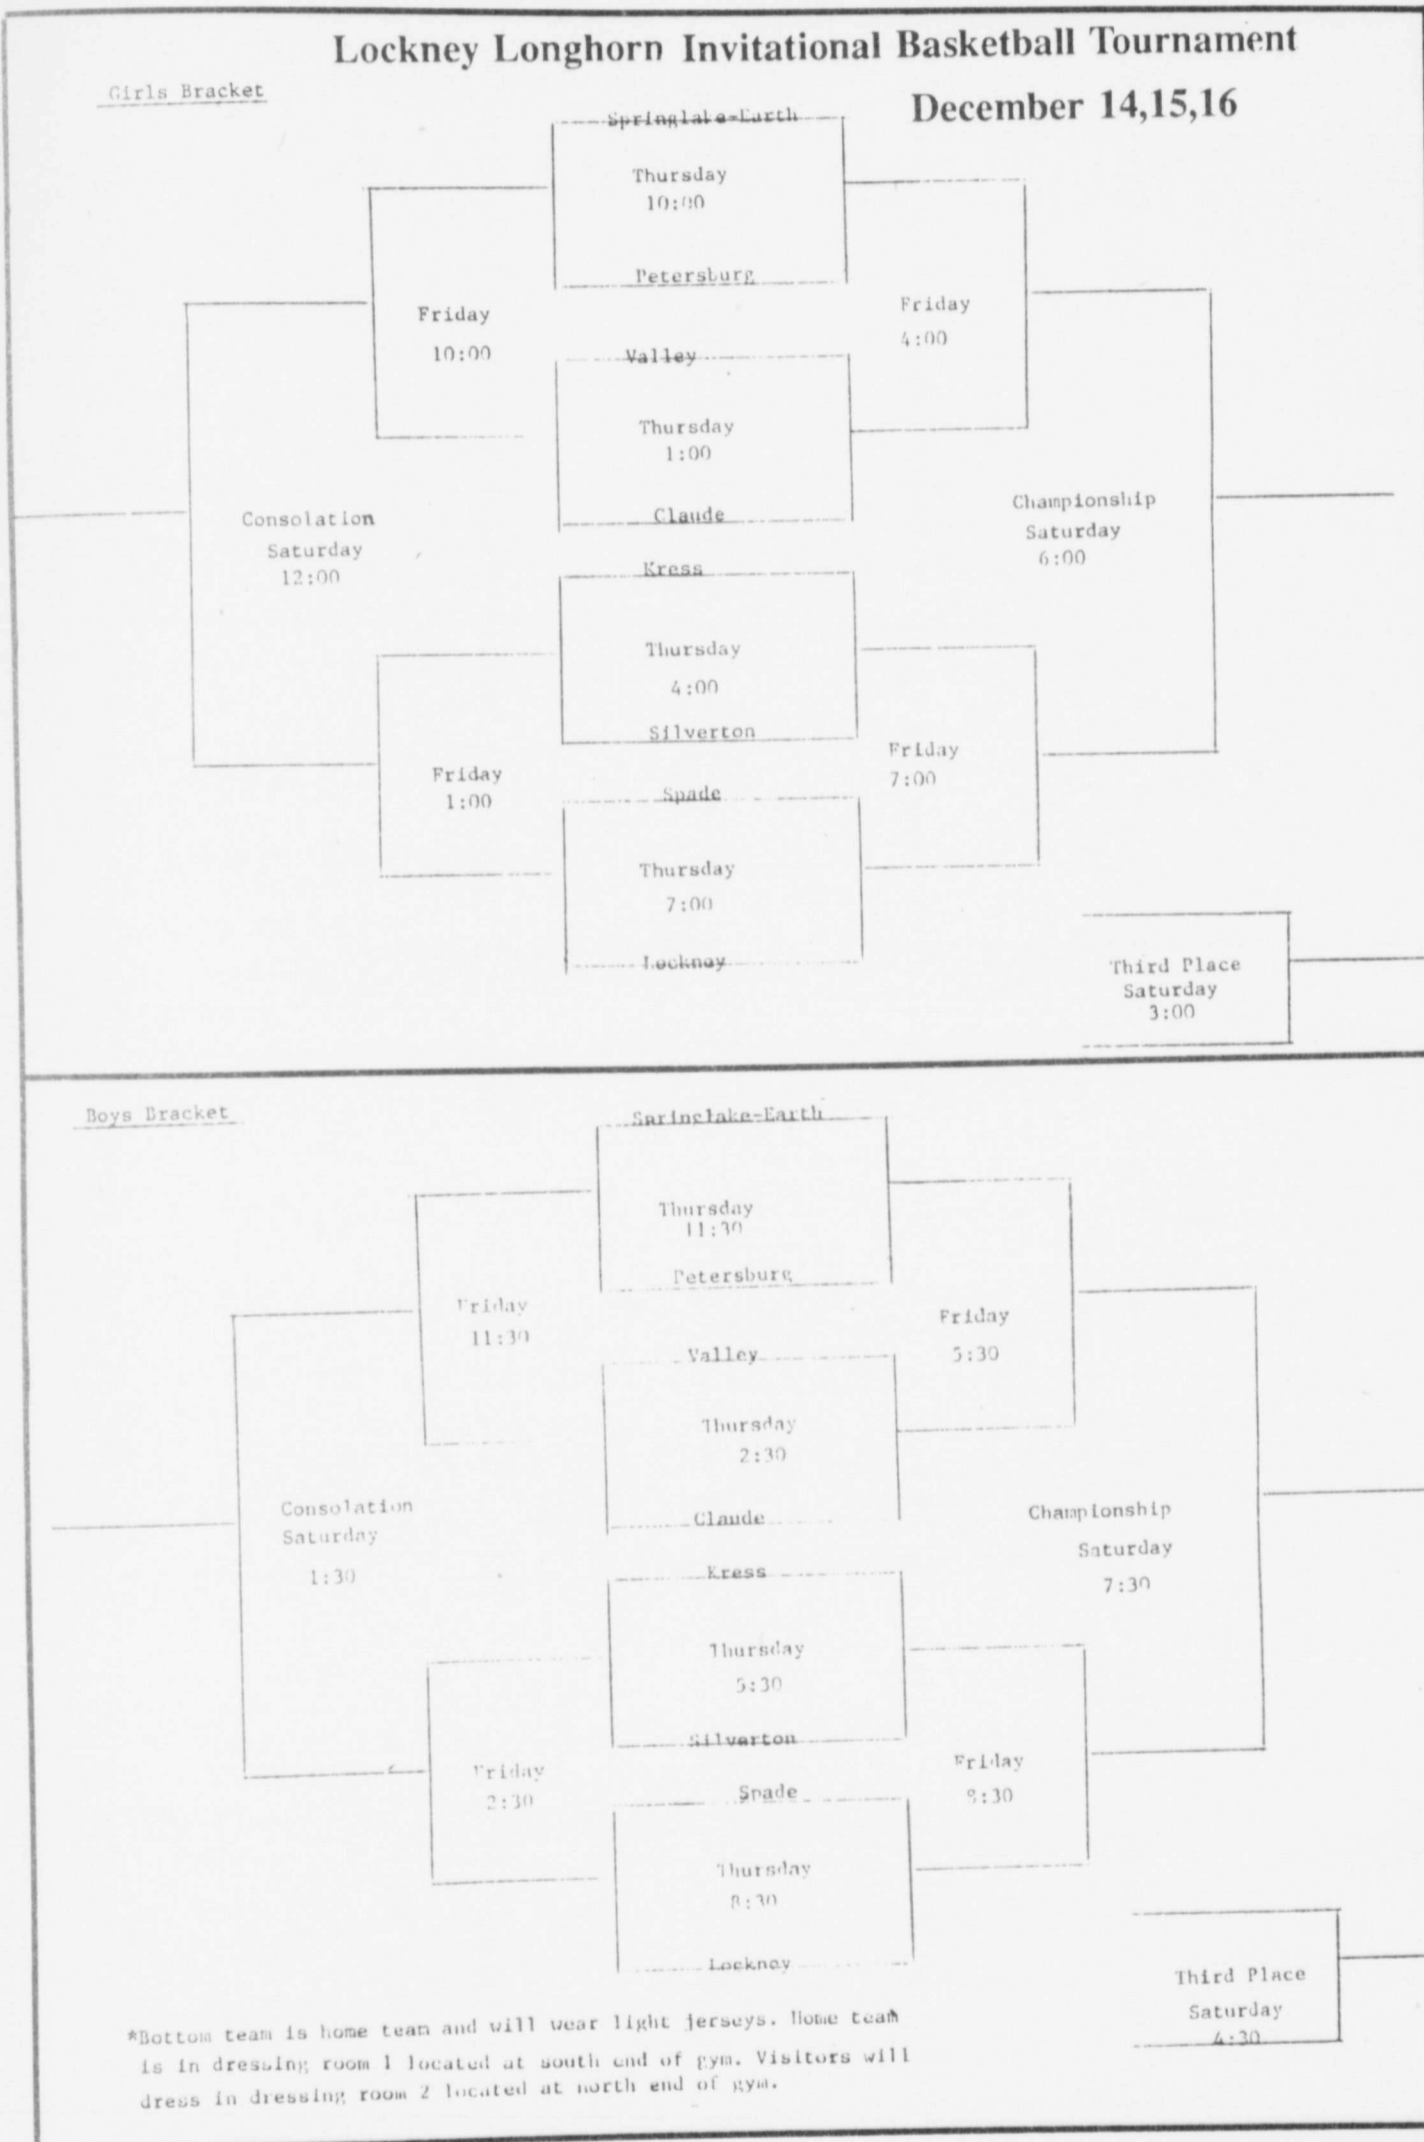 Lockney Longhorn Invitational Basketball Tournament
Girls Bracket
December 14,15,16
Springlake-Earth
Thursday
10:00
Petersburg
Friday
10:00
Friday
4:00
Valley
Thursday
1:00
Claude
Consolation
Saturday
12:00
Championship
Saturday
6:00
Kress
Thursday
4:00
Silverton
Friday
1:00
Friday
7:00
Spade
Thursday
7:00
Lockney
Third Place
Saturday
3:00
Boys Bracket
Springlake-Earth
Thursday
11:30
Petersburg
Friday
11:30
Friday
5:30
Valley
Thursday
2:30
Claude
Consolation
Saturday
1:30
Championship
Saturday
7:30
Kress
Thursday
5:30
Silverton
Friday
2:30
Friday
8:30
Spade
Thursday
8:30
Lockney
Third Place
Saturday
4:30
*Bottom team is home team and will wear light jerseys. Home team
is in dressing room 1 located at south end of gym. Visitors will
dress in dressing room 2 located at north end of gym.